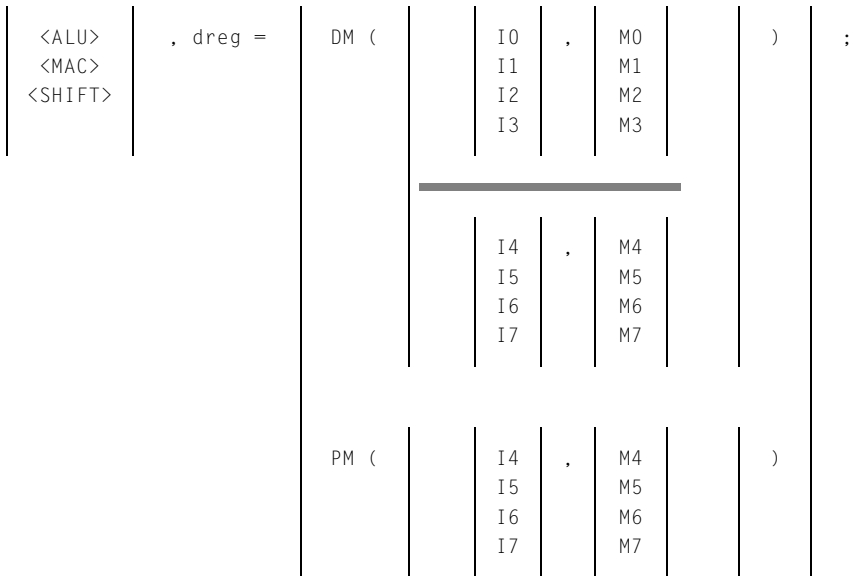 <ALU> , dreg = DM ( I0 , M0 ) ;
<MAC> I1 M1
<SHIFT> I2 M2
I3 M3
I4 , M4
I5 M5
I6 M6
I7 M7
PM ( I4 , M4 )
I5 M5
I6 M6
I7 M7